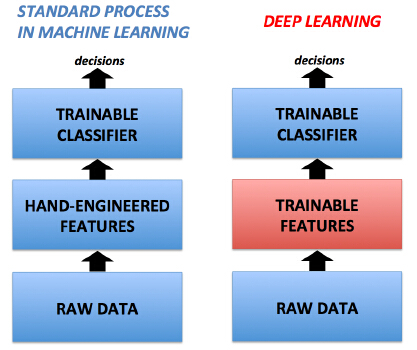 STANDARD PROCESS
IN MACHINE LEARNING
decisions
TRAINABLE
CLASSIFIER
HAND-ENGINEERED
FEATURES
RAW DATA
DEEP LEARNING
decisions
TRAINABLE
CLASSIFIER
TRAINABLE
FEATURES
RAW DATA